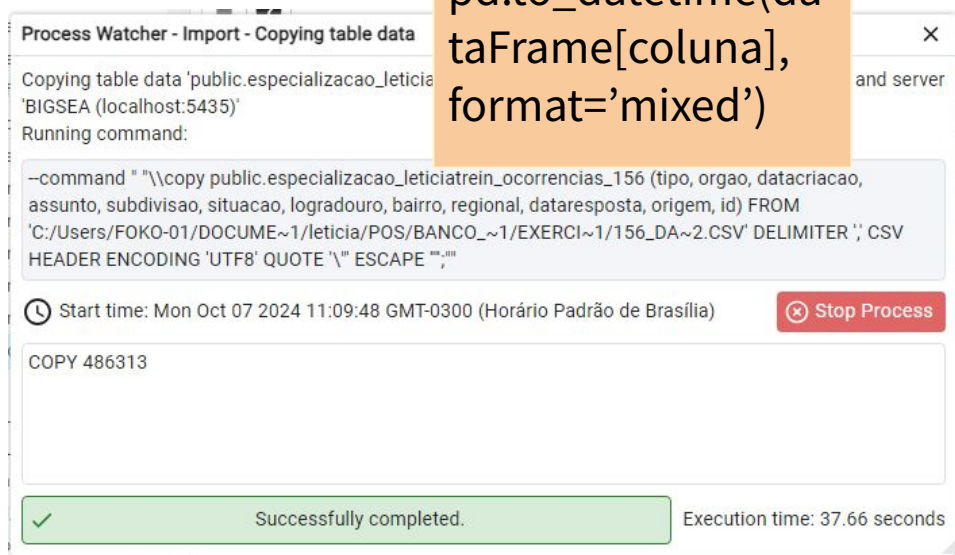 pd.to_datetime(da
taFrame[coluna],
format=’mixed’)
Process Watcher - Import - Copying table data
Copying table data 'public.especializacao_leticia and server
'BIGSEA (localhost:5435)'
Running command:
--command " "\\copy public.especializacao_leticiatrein_ocorrencias_156 (tipo, orgao, datacriacao,
assunto, subdivisao, situacao, logradouro, bairro, regional, dataresposta, origem, id) FROM
'C:/Users/FOKO-01/DOCUME~1/leticia/POS/BANCO_~1/EXERCI~1/156_DA~2.CSV' DELIMITER ',' CSV
HEADER ENCODING 'UTF8' QUOTE '\"' ESCAPE '''';""
Start time: Mon Oct 07 2024 11:09:48 GMT-0300 (Horário Padrão de Brasília)
Stop Process
COPY 486313
Successfully completed.
Execution time: 37.66 seconds